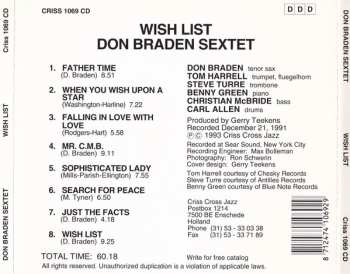 CRISS 1069 CD
DDD
WISH LIST
DON BRADEN SEXTET
1. FATHER TIME
(D. Braden) 8.51
2. WHEN YOU WISH UPON A
STAR
(Washington-Harline) 7.22
3. FALLING IN LOVE WITH
LOVE
(Rodgers-Hart) 5.58
4. MR. C.M.B.
(D. Braden) 9.11
5. SOPHISTICATED LADY
(Mills-Parish-Ellington) 5.45
6. SEARCH FOR PEACE
(M. Tyner) 6.30
7. JUST THE FACTS
(D. Braden) 4.18
8. WISH LIST
(D. Braden) 9.25
TOTAL TIME: 60.18
All rights reserved. Unauthorized duplication is a violation of applicable laws.
DON BRADEN tenor sax
TOM HARRELL trumpet, fluegelhorn
STEVE TURRE trombone
BENNY GREEN piano
CHRISTIAN McBRIDE bass
CARL ALLEN drums
Produced by Gerry Teekens
Recorded December 21, 1991
℗ © 1993 Criss Cross Jazz
Recorded at Sear Sound, New York City
Recording Engineer: Max Bolleman
Photography: Ron Schwerin
Cover design: Gerry Teekens
Tom Harrell courtesy of Chesky Records
Steve Turre courtesy of Antilles Records
Benny Green courtesy of Blue Note Records
Criss Cross Jazz
Postbox 1214
7500 BE Enschede
Holland
Phone (31) 53 - 33 03 38
Fax (31) 53 - 33 71 89
Write for free catalog
Criss 1069 CD
WISH LIST
DON BRADEN SEXTET
DON BRADEN SEXTET
WISH LIST
Criss 1069 CD
8 712474 106929